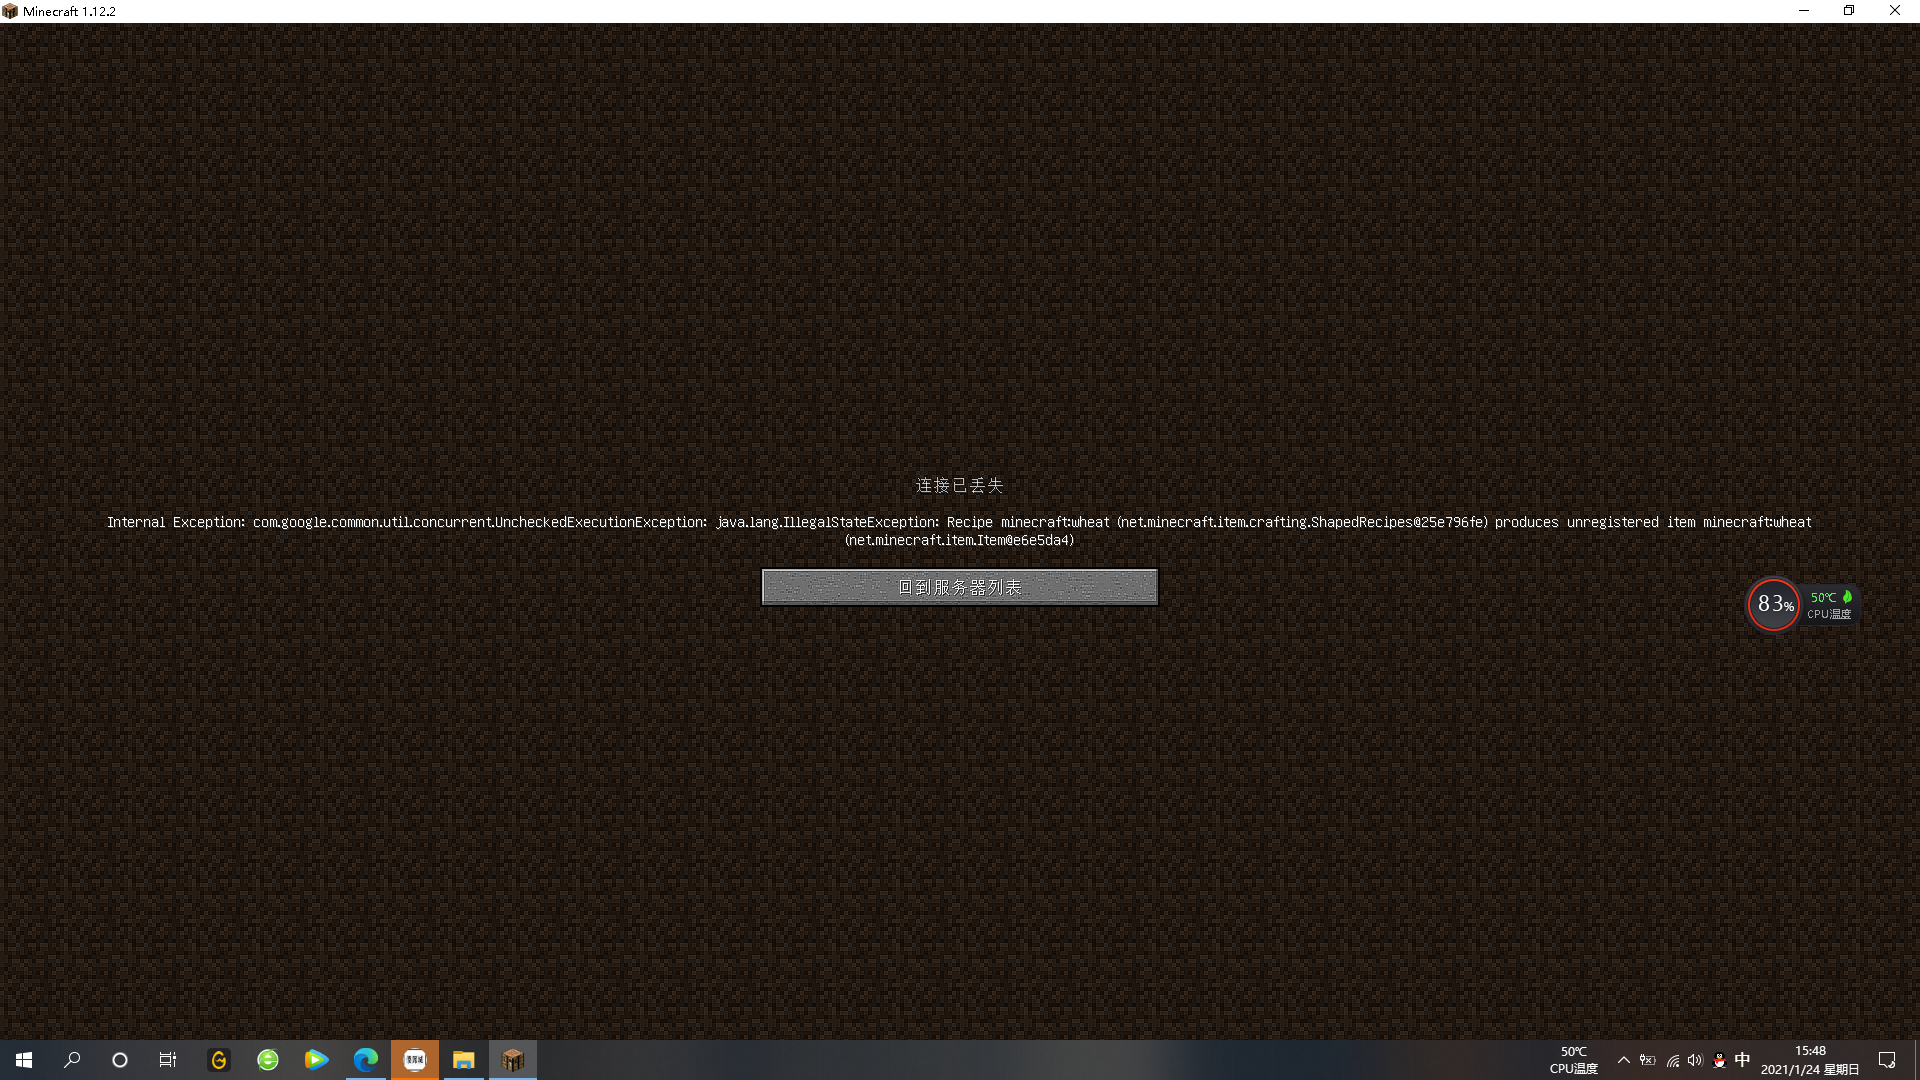 Minecraft 1.12.2
连接已丢失
Internal Exception: com.google.common.util.concurrent.UncheckedExecutionException: java.lang.IllegalStateException: Recipe minecraft:wheat (net.minecraft.item.crafting.ShapedRecipes@25e796fe) produces unregistered item minecraft:wheat
(net.minecraft.item.Item@e6e5da4)
回到服务器列表
83%
50℃
CPU温度
50℃
CPU温度
中
15:48
2021/1/24 星期日